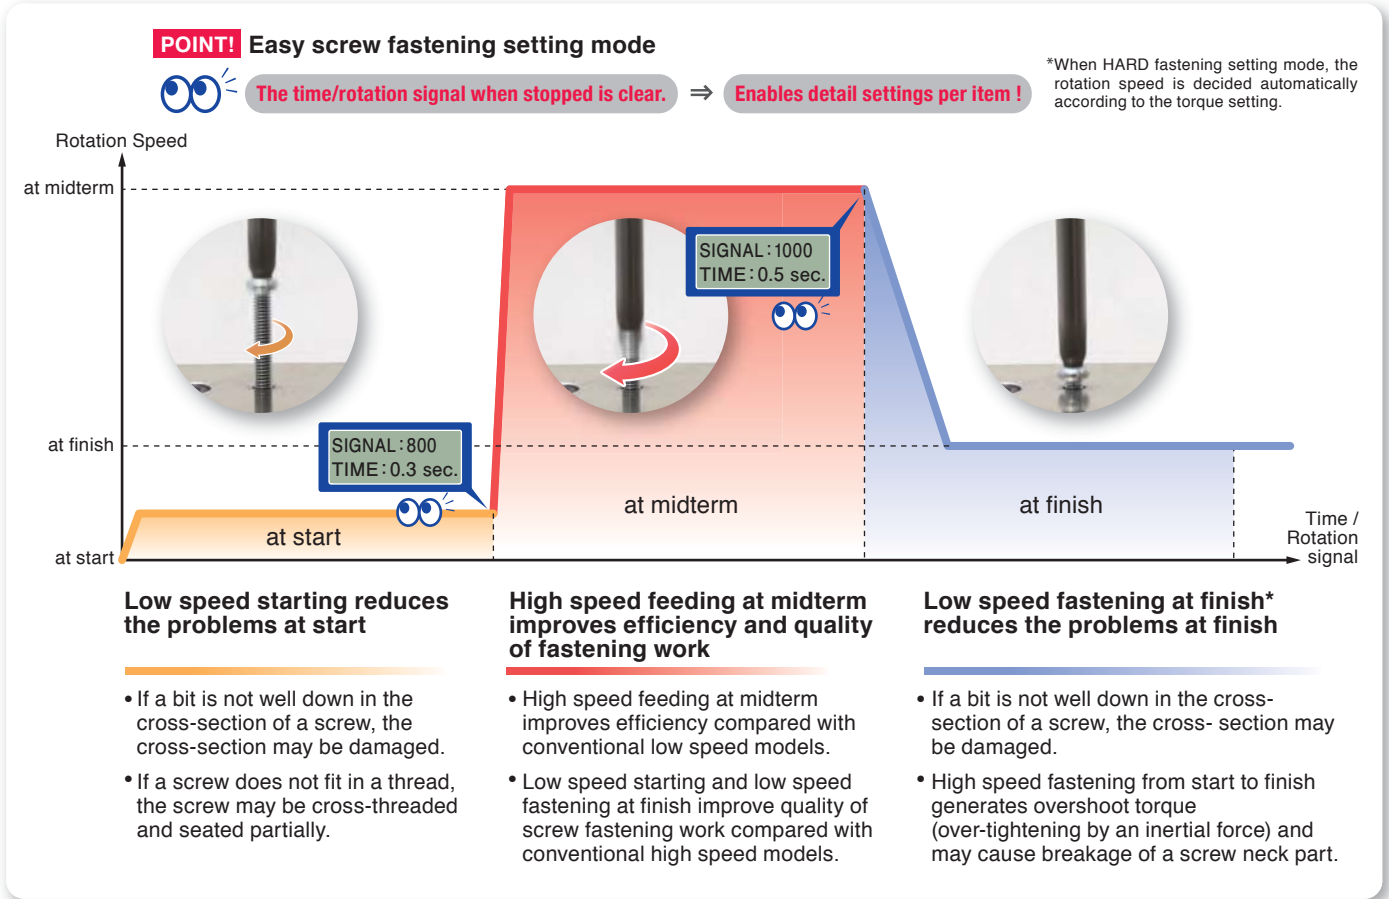 POINT! Easy screw fastening setting mode
The time/rotation signal when stopped is clear. ⇒ Enables detail settings per item !
*When HARD fastening setting mode, the
rotation speed is decided automatically
according to the torque setting.
Rotation Speed
at midterm
SIGNAL:1000
TIME:0.5 sec.
at finish
SIGNAL:800
TIME:0.3 sec.
at start
at midterm
at finish
at start
Time /
Rotation
signal
Low speed starting reduces
the problems at start
• If a bit is not well down in the
cross-section of a screw, the
cross-section may be damaged.
• If a screw does not fit in a thread,
the screw may be cross-threaded
and seated partially.
High speed feeding at midterm
improves efficiency and quality
of fastening work
• High speed feeding at midterm
improves efficiency compared with
conventional low speed models.
• Low speed starting and low speed
fastening at finish improve quality of
screw fastening work compared with
conventional high speed models.
Low speed fastening at finish*
reduces the problems at finish
• If a bit is not well down in the cross-
section of a screw, the cross- section may
be damaged.
• High speed fastening from start to finish
generates overshoot torque
(over-tightening by an inertial force) and
may cause breakage of a screw neck part.